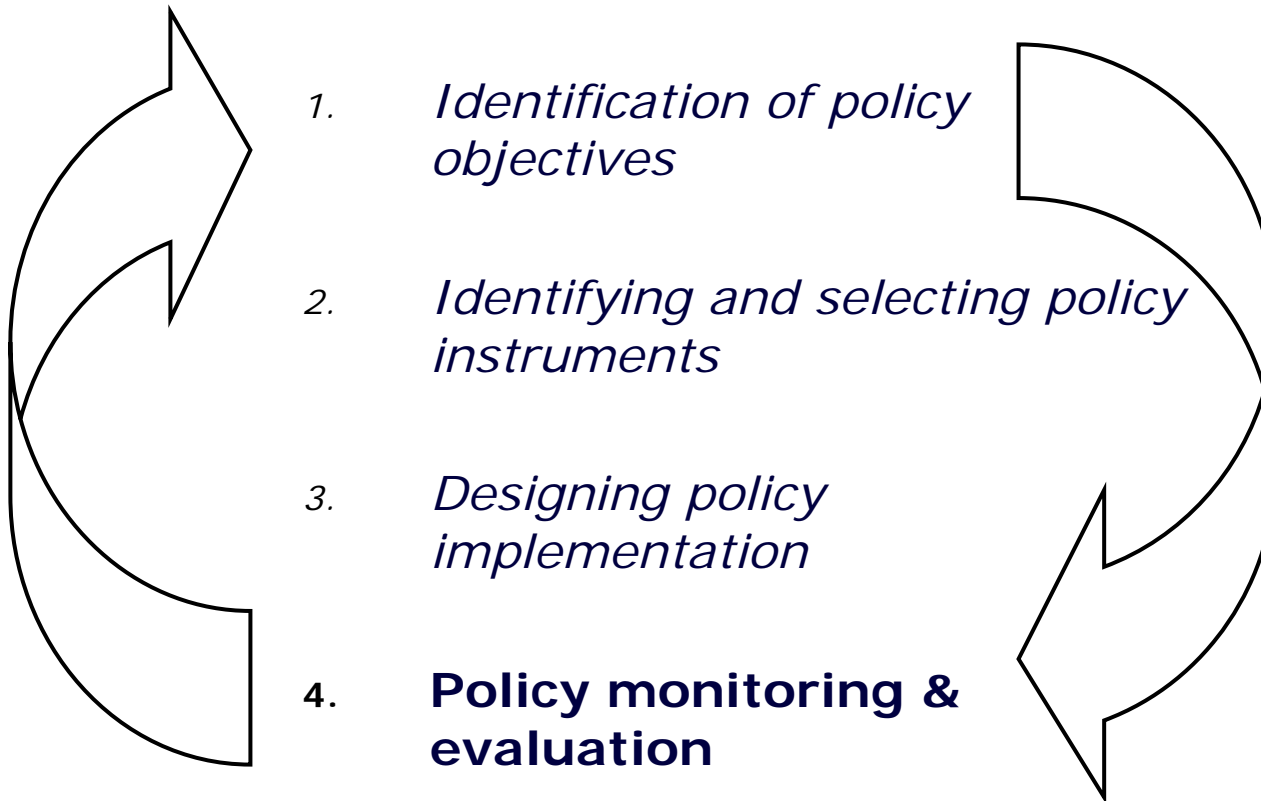 1. Identification of policy
objectives
2. Identifying and selecting policy
instruments
3. Designing policy
implementation
4. Policy monitoring &
evaluation